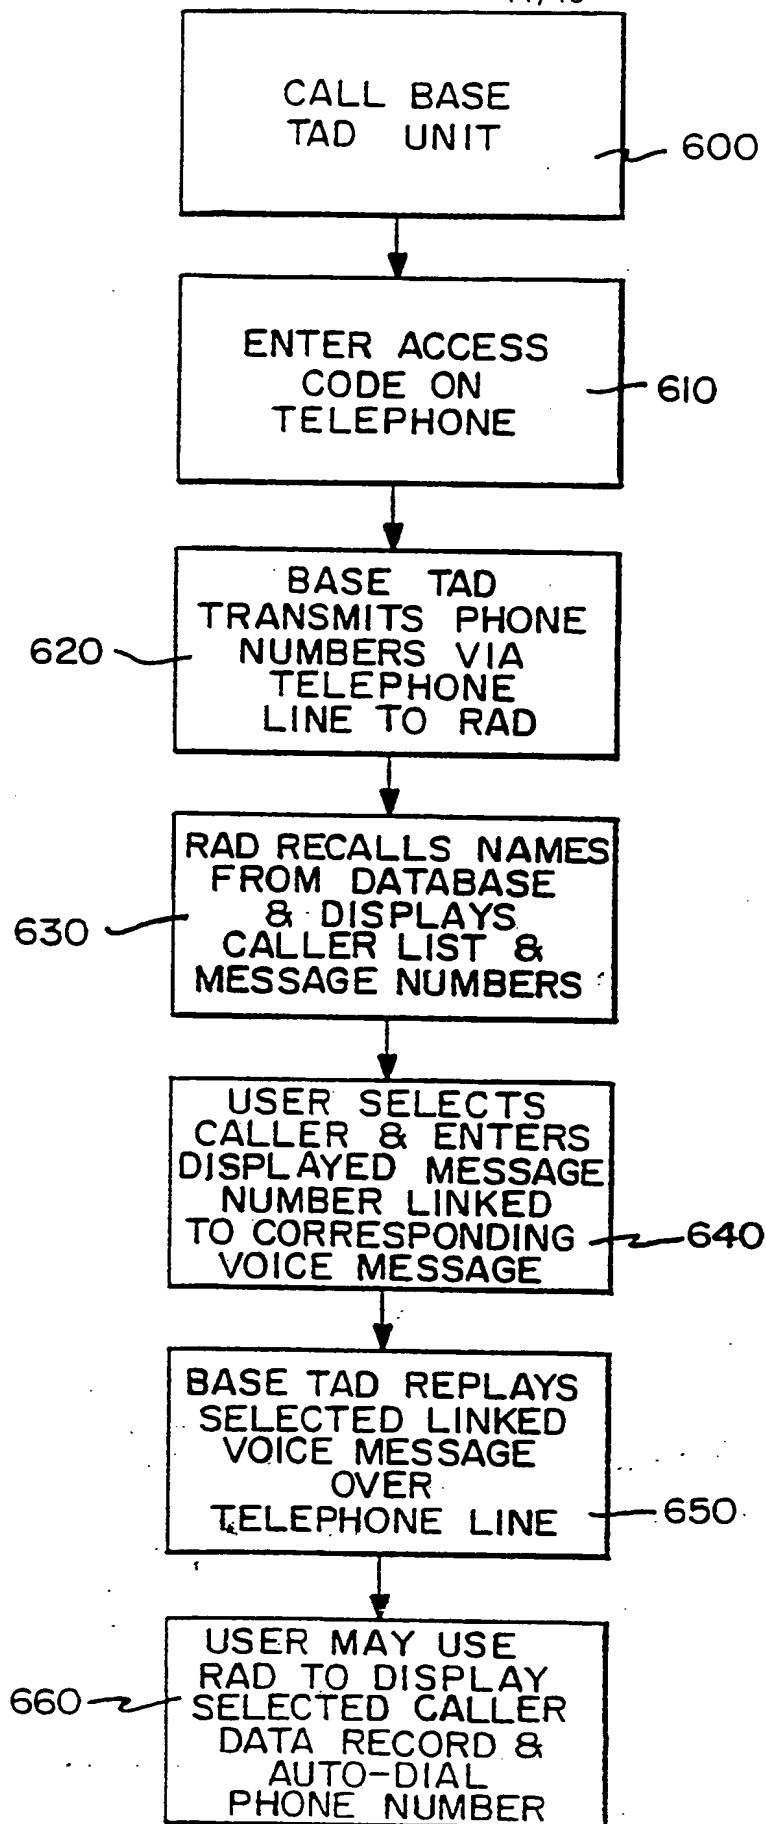 CALL BASE
TAD UNIT
600
ENTER ACCESS
CODE ON
TELEPHONE
610
BASE TAD
TRANSMITS PHONE
NUMBERS VIA
TELEPHONE
LINE TO RAD
620
RAD RECALLS NAMES
FROM DATABASE
& DISPLAYS
CALLER LIST &
MESSAGE NUMBERS
630
USER SELECTS
CALLER & ENTERS
DISPLAYED MESSAGE
NUMBER LINKED
TO CORRESPONDING
VOICE MESSAGE
640
BASE TAD REPLAYS
SELECTED LINKED
VOICE MESSAGE
OVER
TELEPHONE LINE
650
USER MAY USE
RAD TO DISPLAY
SELECTED CALLER
DATA RECORD &
AUTO-DIAL
PHONE NUMBER
660